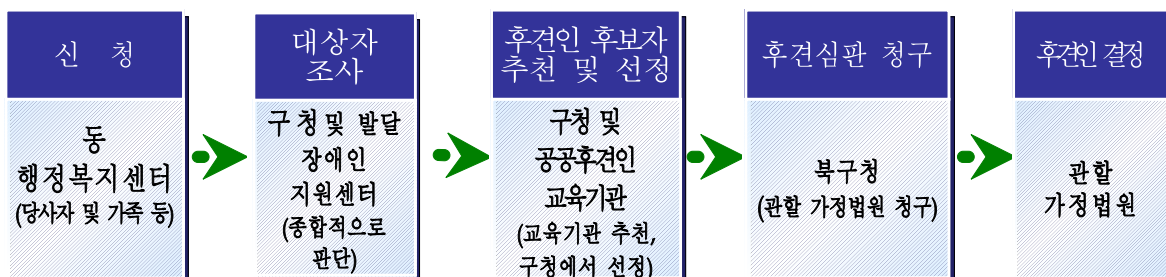 신 청
동
행정복지센터
(당사자 및 가족 등)
대상자
조사
구청 및 발달
장애인
지원센터
(종합적으로
판단)
후견인 후보자
추천 및 선정
구청 및
공공후견인
교육기관
(교육기관 추천,
구청에서 선정)
후견심판 청구
북구청
(관할 가정법원 청구)
후견인 결정
관할
가정법원